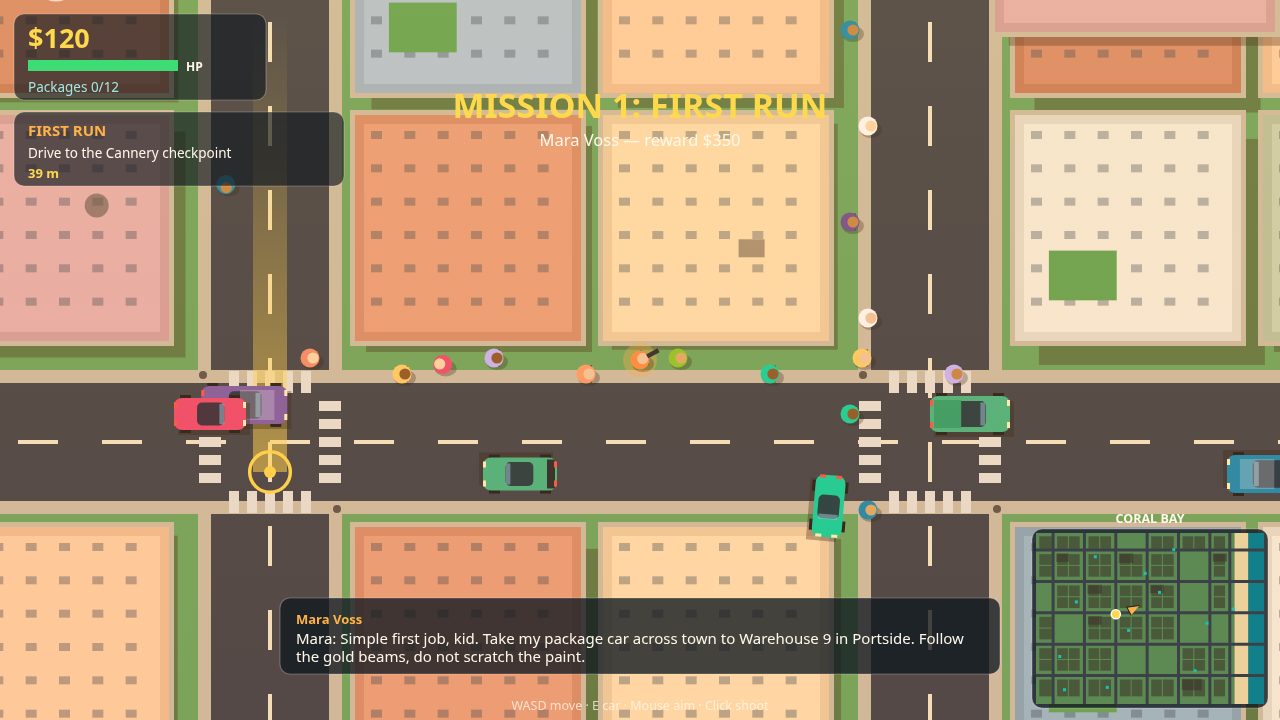 $120
HP
Packages 0/12
FIRST RUN
Drive to the Cannery checkpoint
39 m
MISSION 1: FIRST RUN
Mara Voss — reward $350
CORAL BAY
Mara Voss
Mara: Simple first job, kid. Take my package car across town to Warehouse 9 in Portside. Follow
the gold beams, do not scratch the paint.
WASD move · E car · Mouse aim · Click shoot